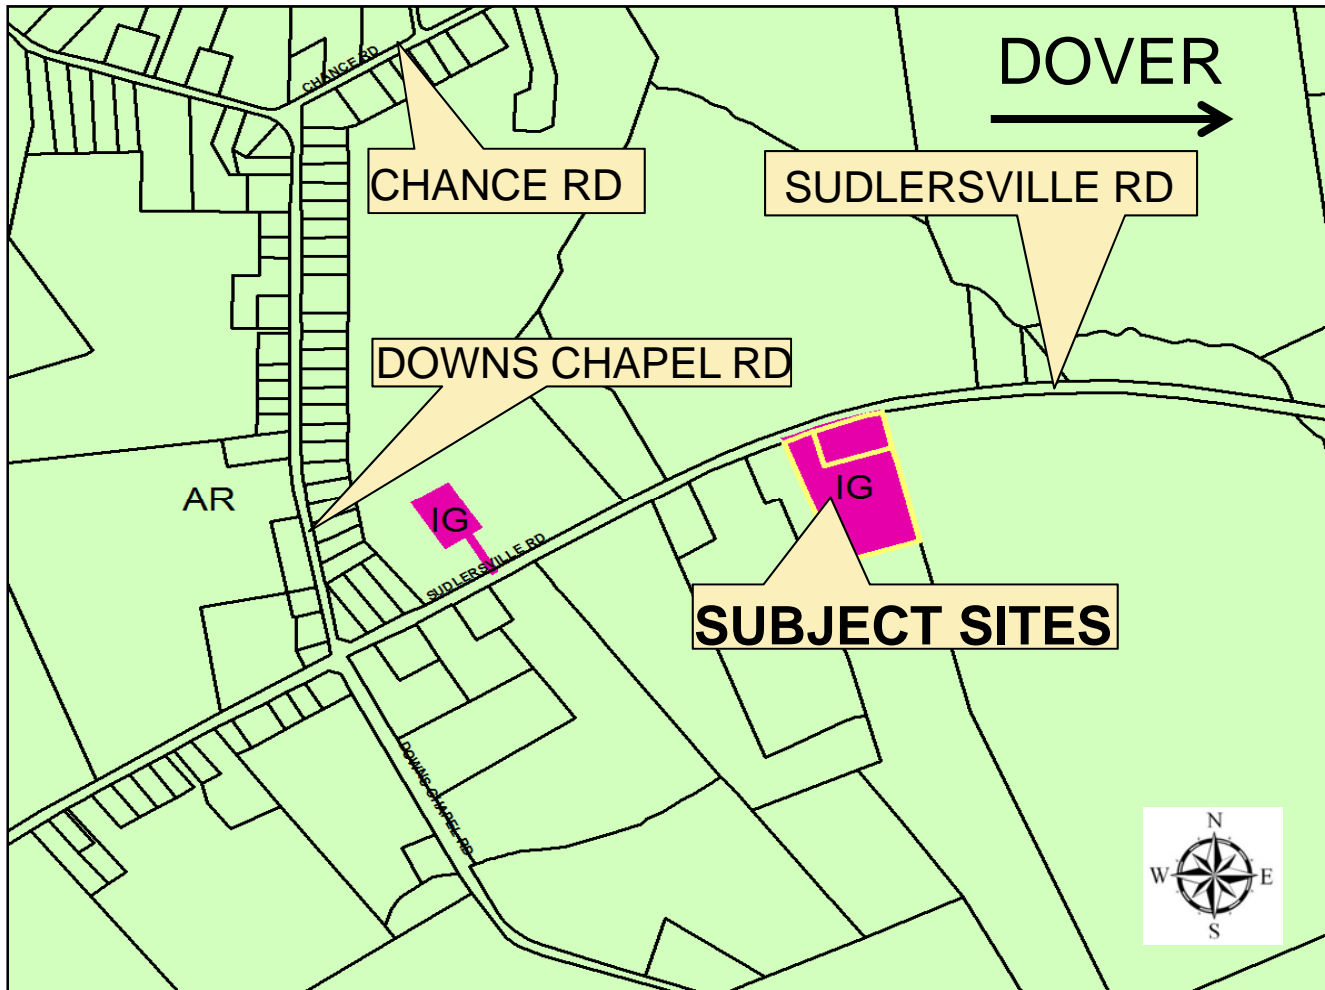 DOVER
CHANCE RD
CHANCE RD
SUDLERSVILLE RD
DOWNS CHAPEL RD
AR
IG
IG
SUDLERSVILLE RD
SUBJECT SITES
DOWNS CHAPEL RD
N
W E
S